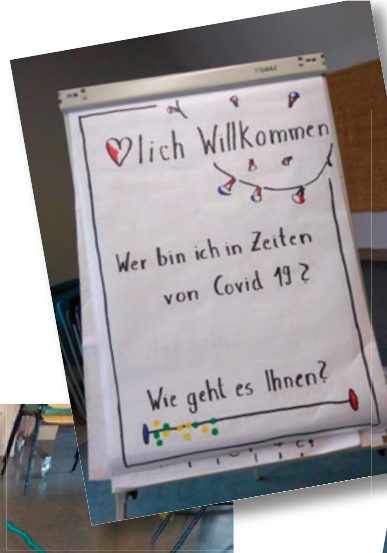 ♥lich Willkommen
Wer bin ich in Zeiten
von Covid 19?
Wie geht es Ihnen?